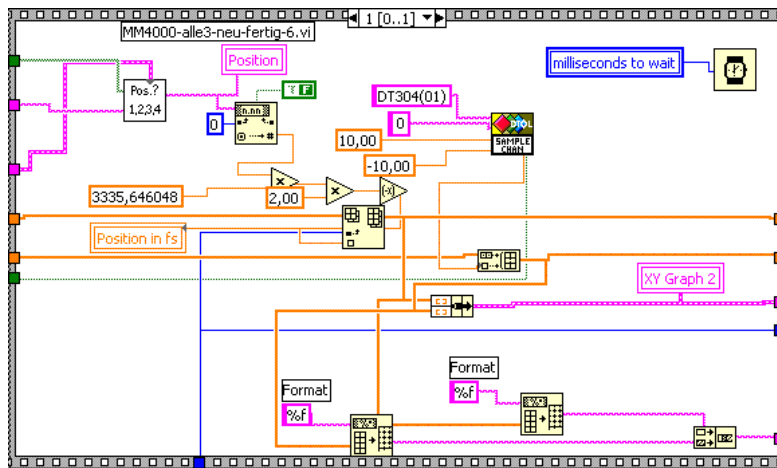 1 [0..1]
MM4000-alle3-neu-fertig-6.vi
Position
milliseconds to wait
Pos.?
1,2,3,4
n.nn
T F
DT304(01)
0
0
DTOL
SAMPLE
CHAN
10,00
-10,00
3335,646048
2,00
x
x
(-x)
Position in fs
XY Graph 2
Format
%f
Format
%f